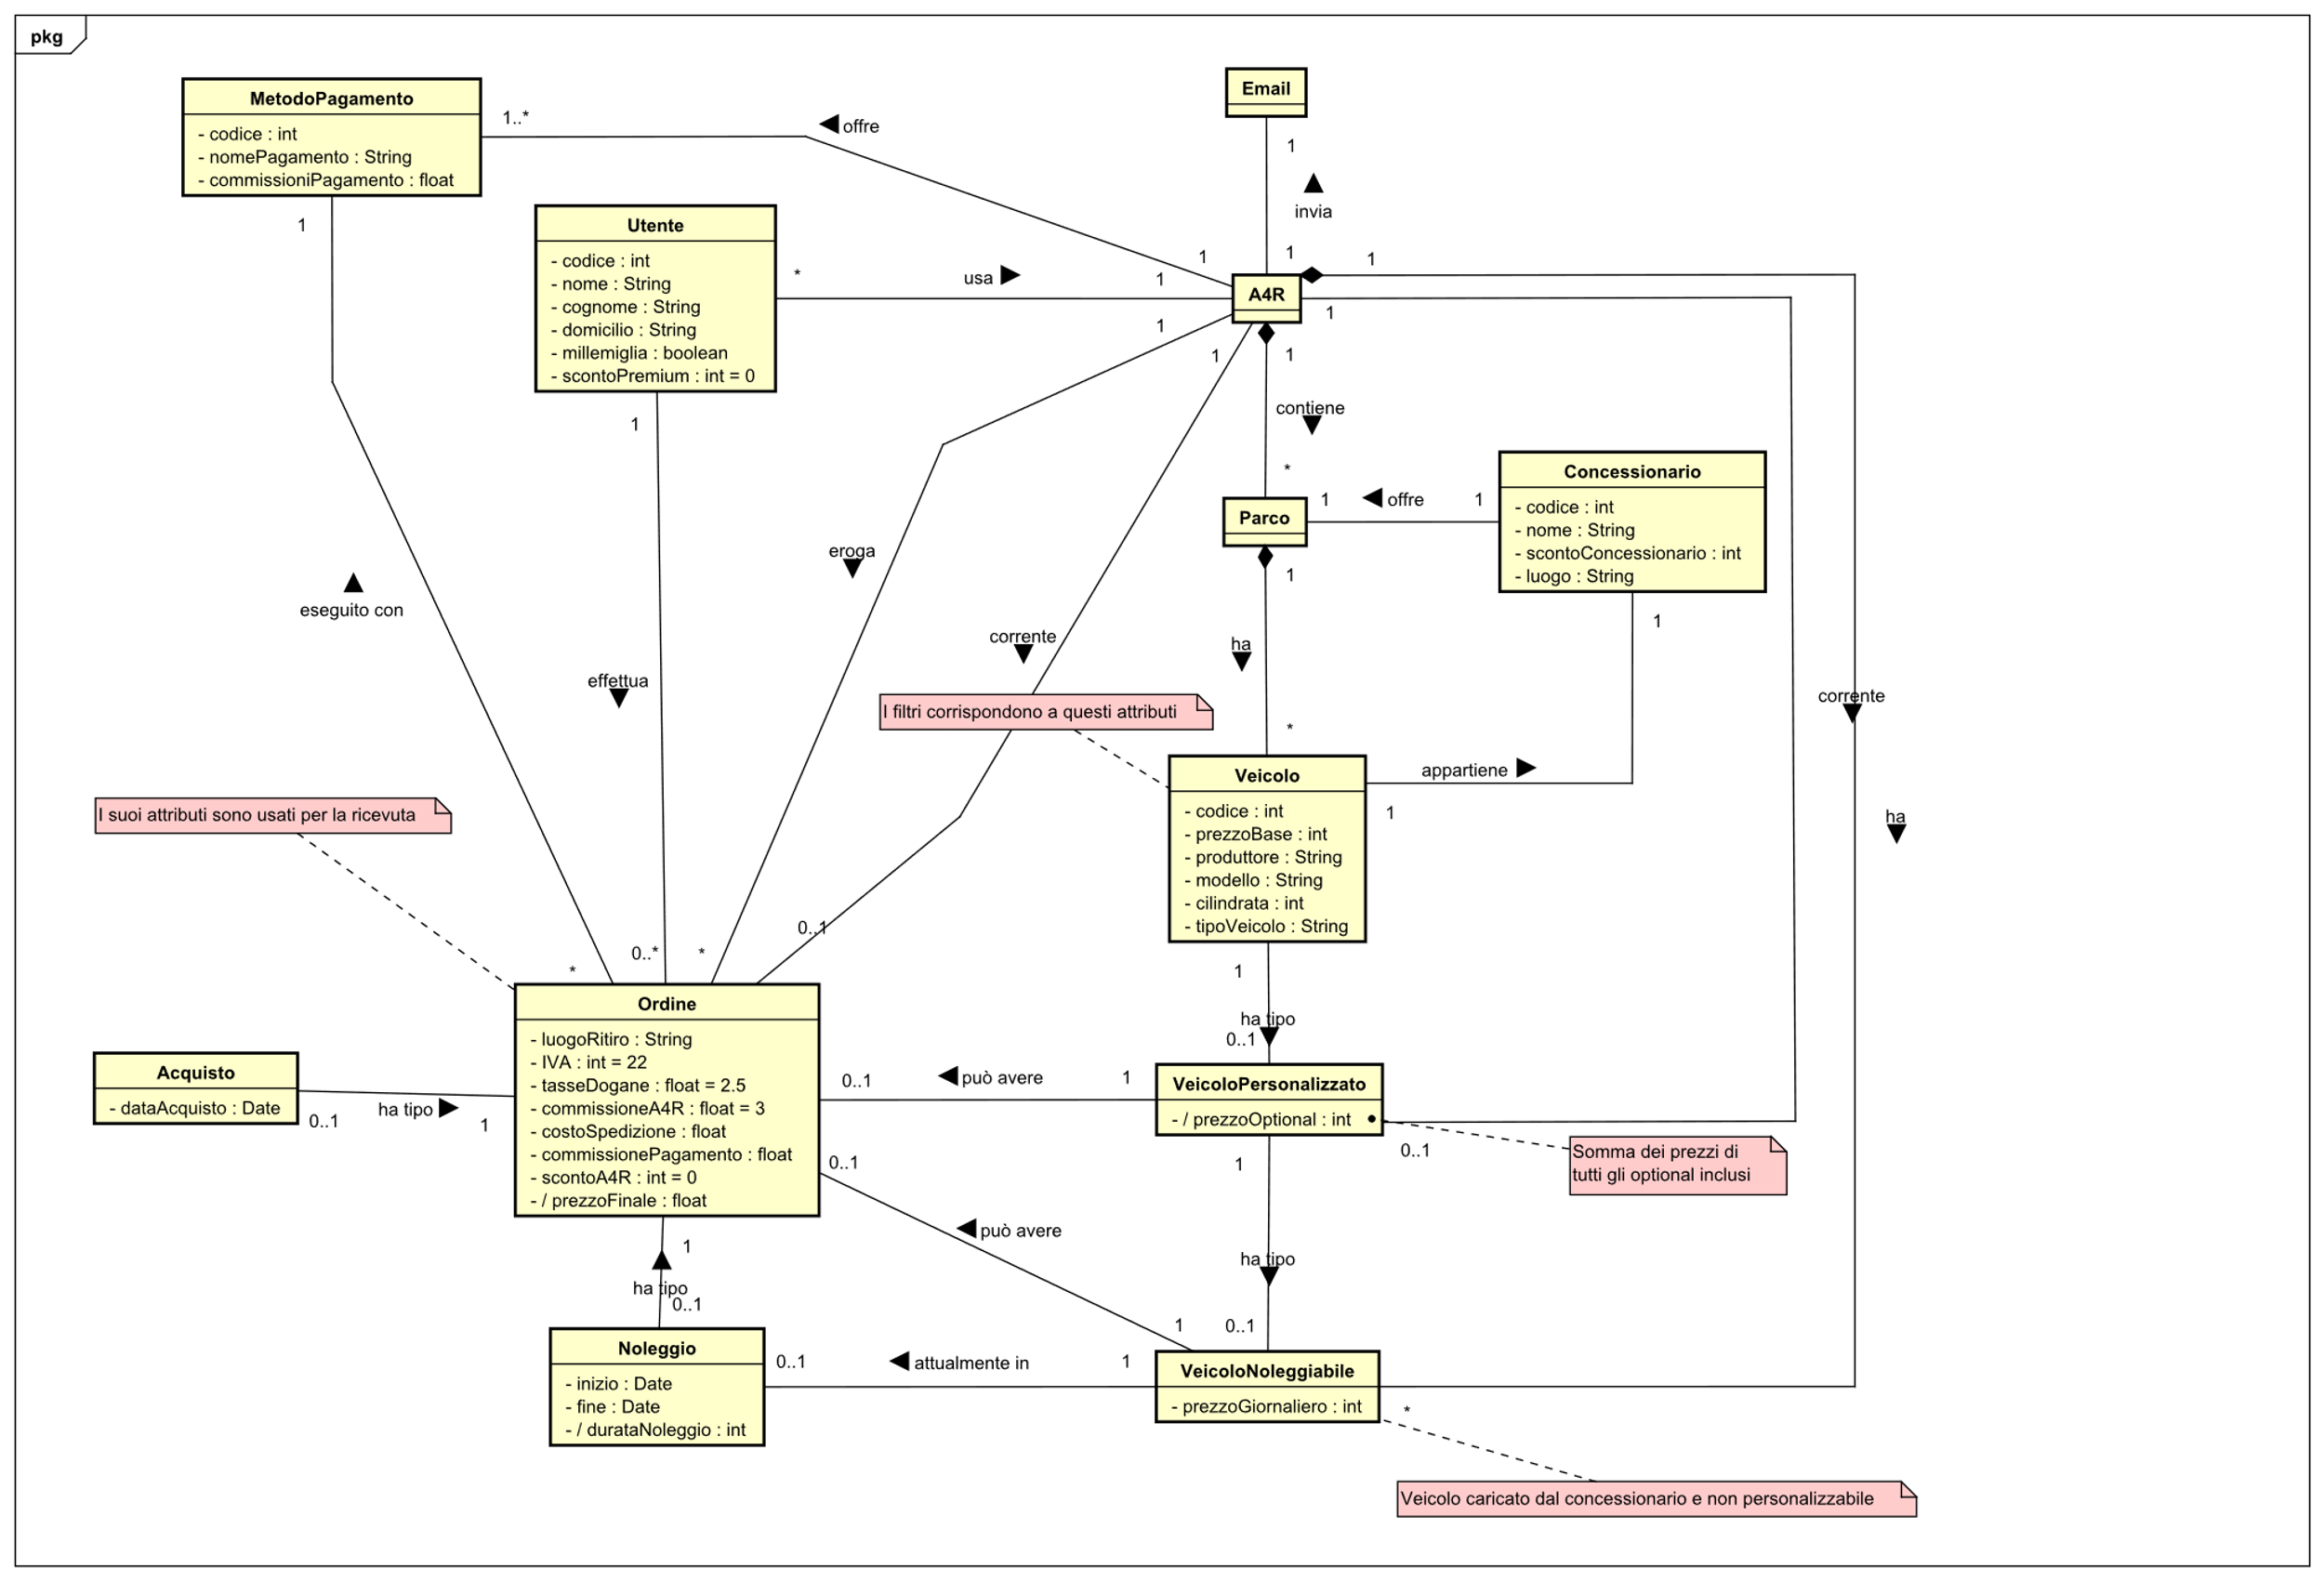 pkg
MetodoPagamento
- codice : int
- nomePagamento : String
- commissioniPagamento : float
1..*
offre
1
1
Email
1
invia
1
Utente
- codice : int
- nome : String
- cognome : String
- domicilio : String
- millemiglia : boolean
- scontoPremium : int = 0
*
usa
1
1
1
1
A4R
1
1
1
contiene
*
Parco
1
offre
1
Concessionario
- codice : int
- nome : String
- scontoConcessionario : int
- luogo : String
1
1
eseguito con
effettua
eroga
corrente
ha
*
I filtri corrispondono a questi attributi
corrente
ha
Veicolo
- codice : int
- prezzoBase : int
- produttore : String
- modello : String
- cilindrata : int
- tipoVeicolo : String
appartiene
1
1
I suoi attributi sono usati per la ricevuta
*
0..*
*
0..1
Ordine
- luogoRitiro : String
- IVA : int = 22
- tasseDogane : float = 2.5
- commissioneA4R : float = 3
- costoSpedizione : float
- commissionePagamento : float
- scontoA4R : int = 0
- / prezzoFinale : float
1
ha tipo
0..1
Acquisto
- dataAcquisto : Date
0..1
ha tipo
1
0..1
può avere
1
VeicoloPersonalizzato
- / prezzoOptional : int
0..1
Somma dei prezzi di
tutti gli optional inclusi
0..1
può avere
1
1
ha tipo
0..1
1
ha tipo
0..1
Noleggio
- inizio : Date
- fine : Date
- / durataNoleggio : int
0..1
attualmente in
1
VeicoloNoleggiabile
- prezzoGiornaliero : int
*
Veicolo caricato dal concessionario e non personalizzabile